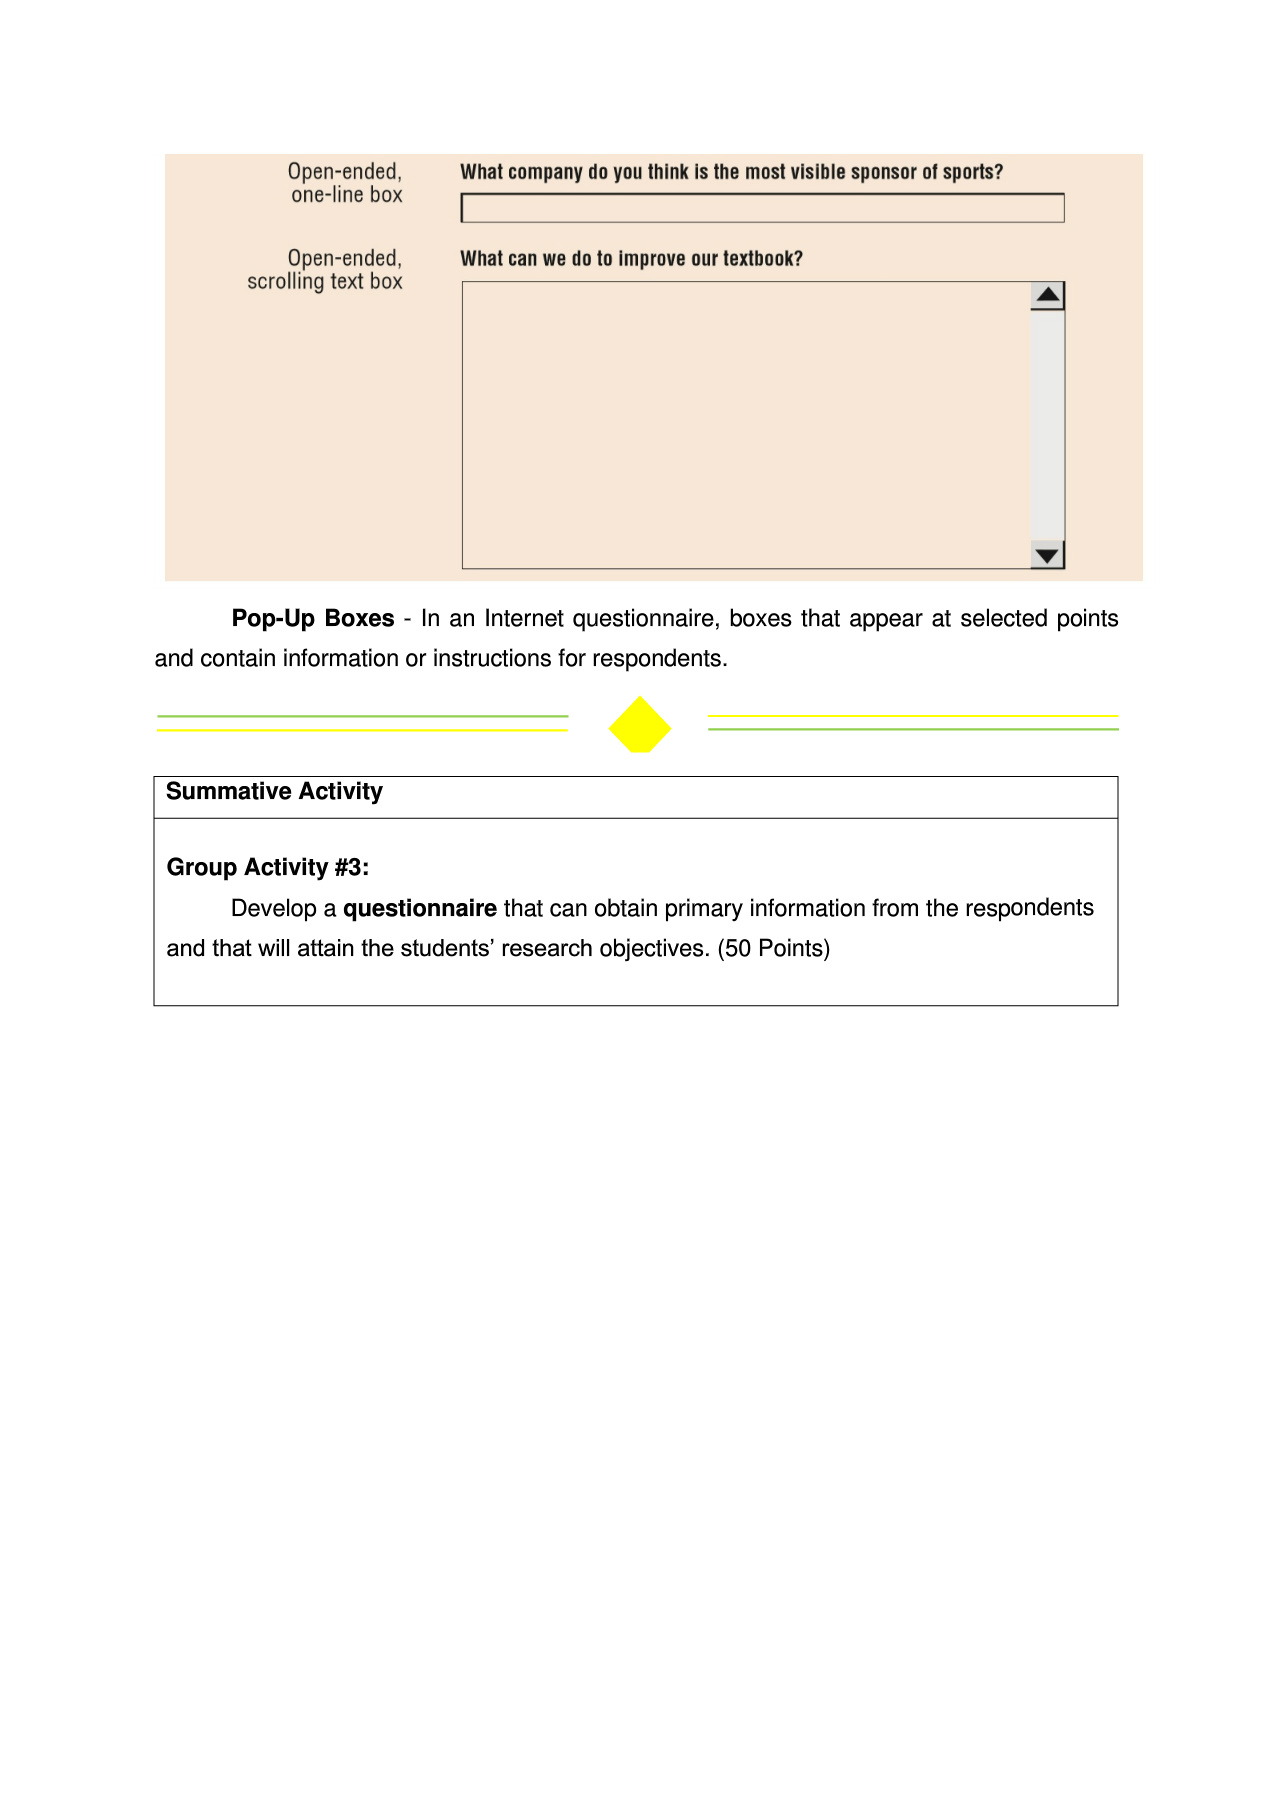 Open-ended,
one-line box
What company do you think is the most visible sponsor of sports?
Open-ended,
scrolling text box
What can we do to improve our textbook?
Pop-Up Boxes - In an Internet questionnaire, boxes that appear at selected points
and contain information or instructions for respondents.
Summative Activity
Group Activity #3:
Develop a questionnaire that can obtain primary information from the respondents
and that will attain the students’ research objectives. (50 Points)